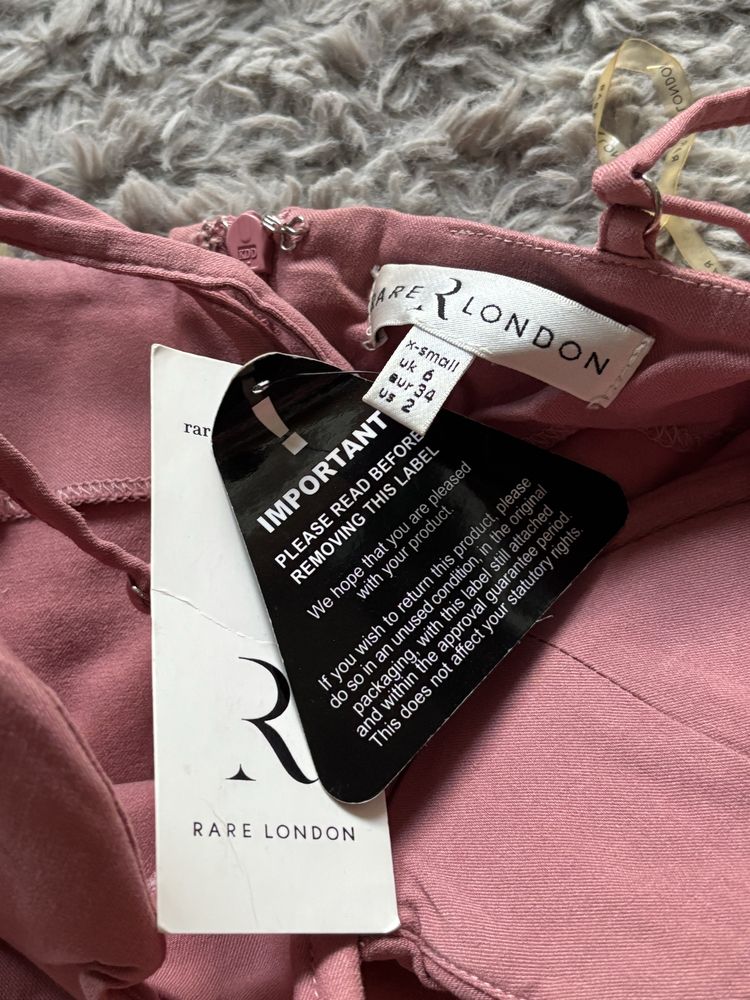 RARE LONDON
x-small
uk 6
eur 34
us 2
rar
IMPORTANT
PLEASE READ BEFORE
REMOVING THIS LABEL
We hope that you are pleased
with your product.
If you wish to return this product, please
do so in an unused condition, in the original
packaging, with this label still attached
and within the approval guarantee period.
This does not affect your statutory rights.
R
RARE LONDON
LONDON